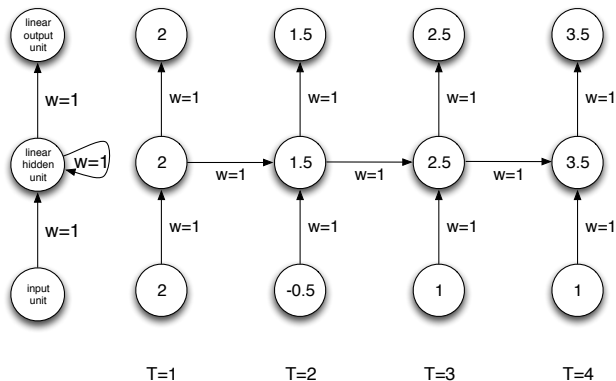 linear
output
unit
2
1.5
2.5
3.5
w=1
w=1
w=1
w=1
w=1
linear
hidden
unit
w=1
2
1.5
2.5
3.5
w=1
w=1
w=1
w=1
w=1
w=1
w=1
w=1
input
unit
2
-0.5
1
1
T=1
T=2
T=3
T=4